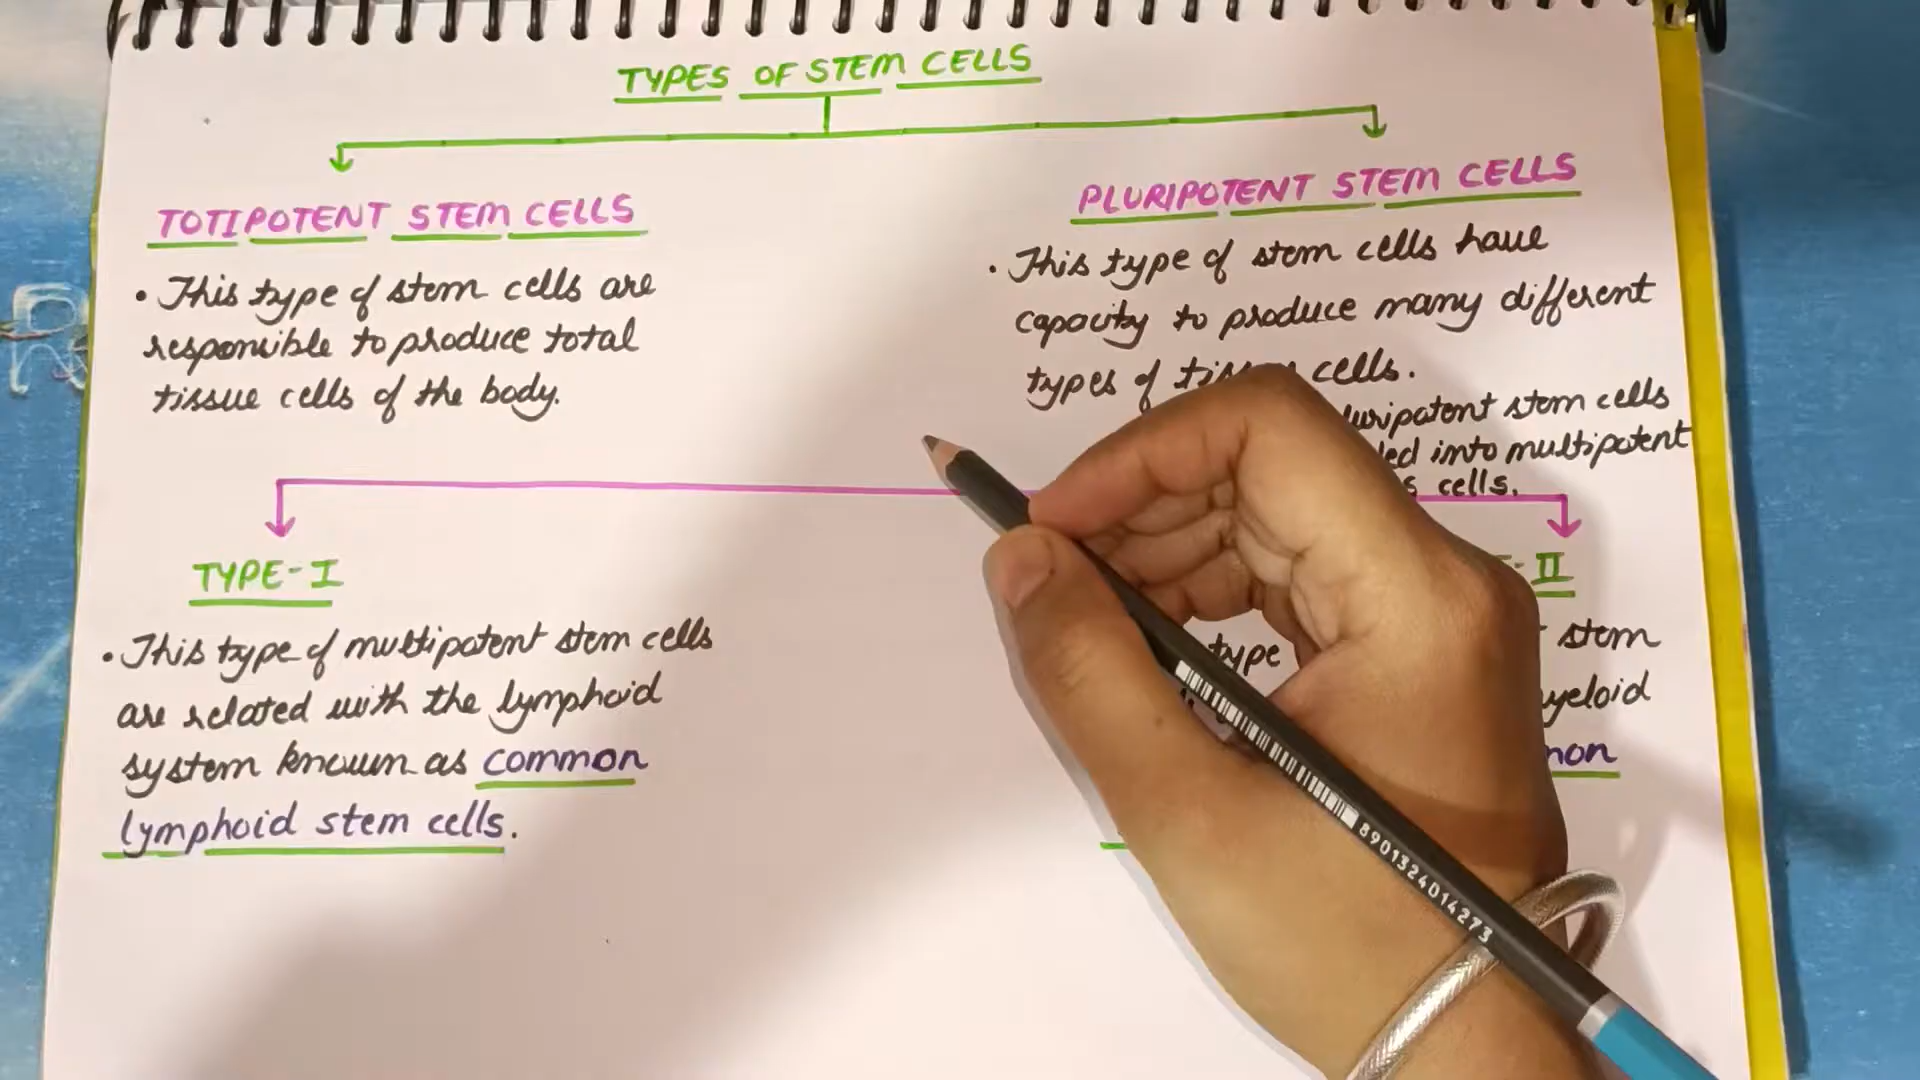 TYPES OF STEM CELLS
TOTIPOTENT STEM CELLS
• This type of stem cells are
responsible to produce total
tissue cells of the body.
PLURIPOTENT STEM CELLS
• This type of stem cells have
capacity to produce many different
types of cells.
stem cells
into multipotent
cells.
TYPE-I
• This type of multipotent stem cells
are related with the lymphoid
system known as common
lymphoid stem cells.
II
type stem
8901324014273